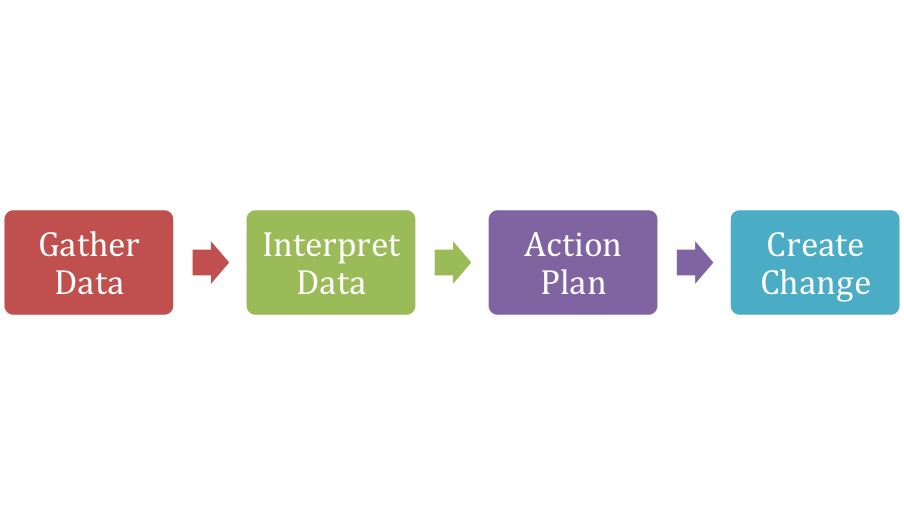 Gather
Data
Interpret
Data
Action
Plan
Create
Change